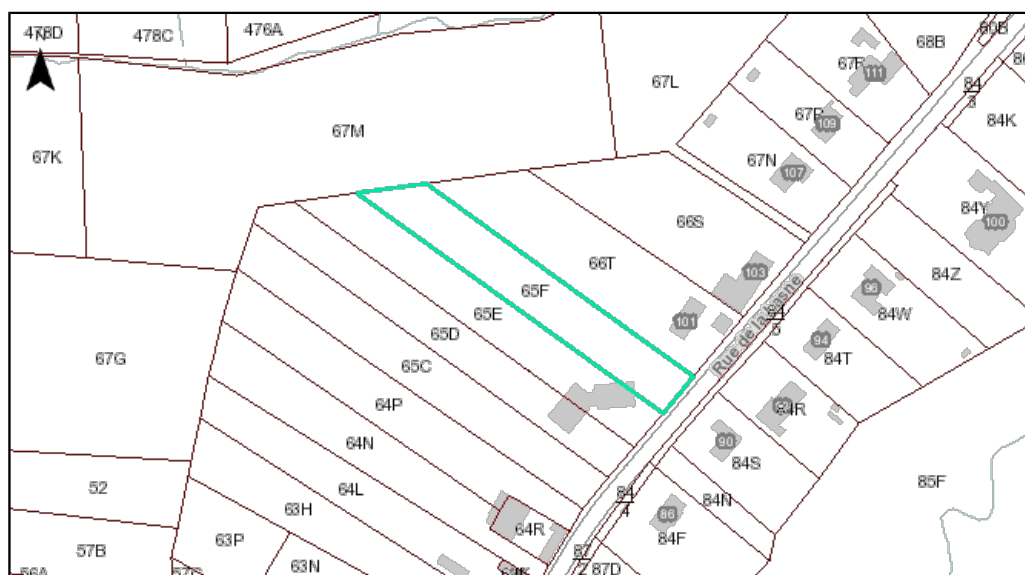 478D
478C
476A
68B
80B
N
67L
111
84
3
84K
67M
109
67K
67N
107
84Y
100
66S
66T
103
84Z
65F
96
84W
65E
101
Rue de la Lasne
84
5
65D
94
84T
67G
65C
84R
64P
90
64N
84S
85F
52
64L
84
4
84N
63H
64R
86
84F
63P
57B
87
2
87D
63N
56A
57C